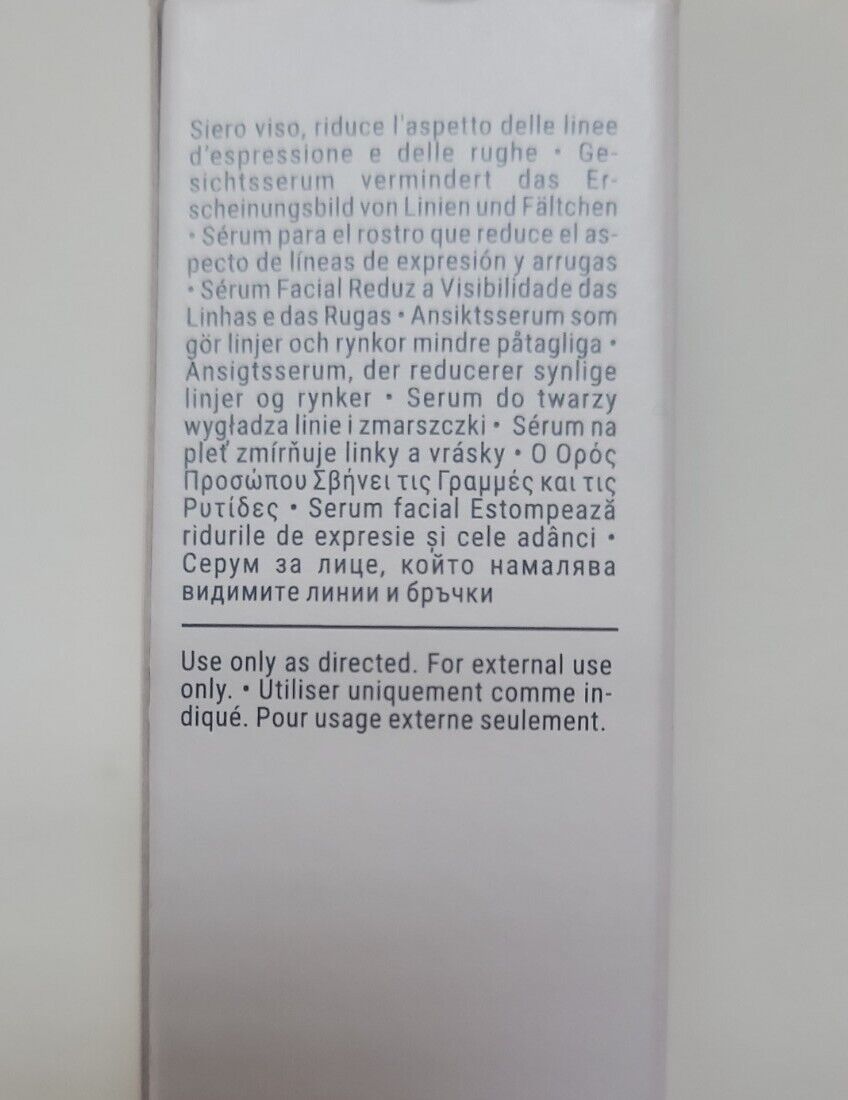 Siero viso, riduce l'aspetto delle linee
d'espressione e delle rughe • Ge-
sichtsserum vermindert das Er-
scheinungsbild von Linien und Fältchen
• Sérum para el rostro que reduce el as-
pecto de líneas de expresión y arrugas
• Sérum Facial Reduz a Visibilidade das
Linhas e das Rugas • Ansiktsserum som
gör linjer och rynkor mindre påtagliga •
Ansigtsserum, der reducerer synlige
linjer og rynker • Serum do twarzy
wygładza linie i zmarszczki • Sérum na
pleť zmírňuje linky a vrásky • Ο Ορός
Προσώπου Σβήνει τις Γραμμές και τις
Ρυτίδες • Serum facial Estompează
ridurile de expresie și cele adânci •
Серум за лице, който намалява
видимите линии и бръчки
Use only as directed. For external use
only. • Utiliser uniquement comme in-
diqué. Pour usage externe seulement.